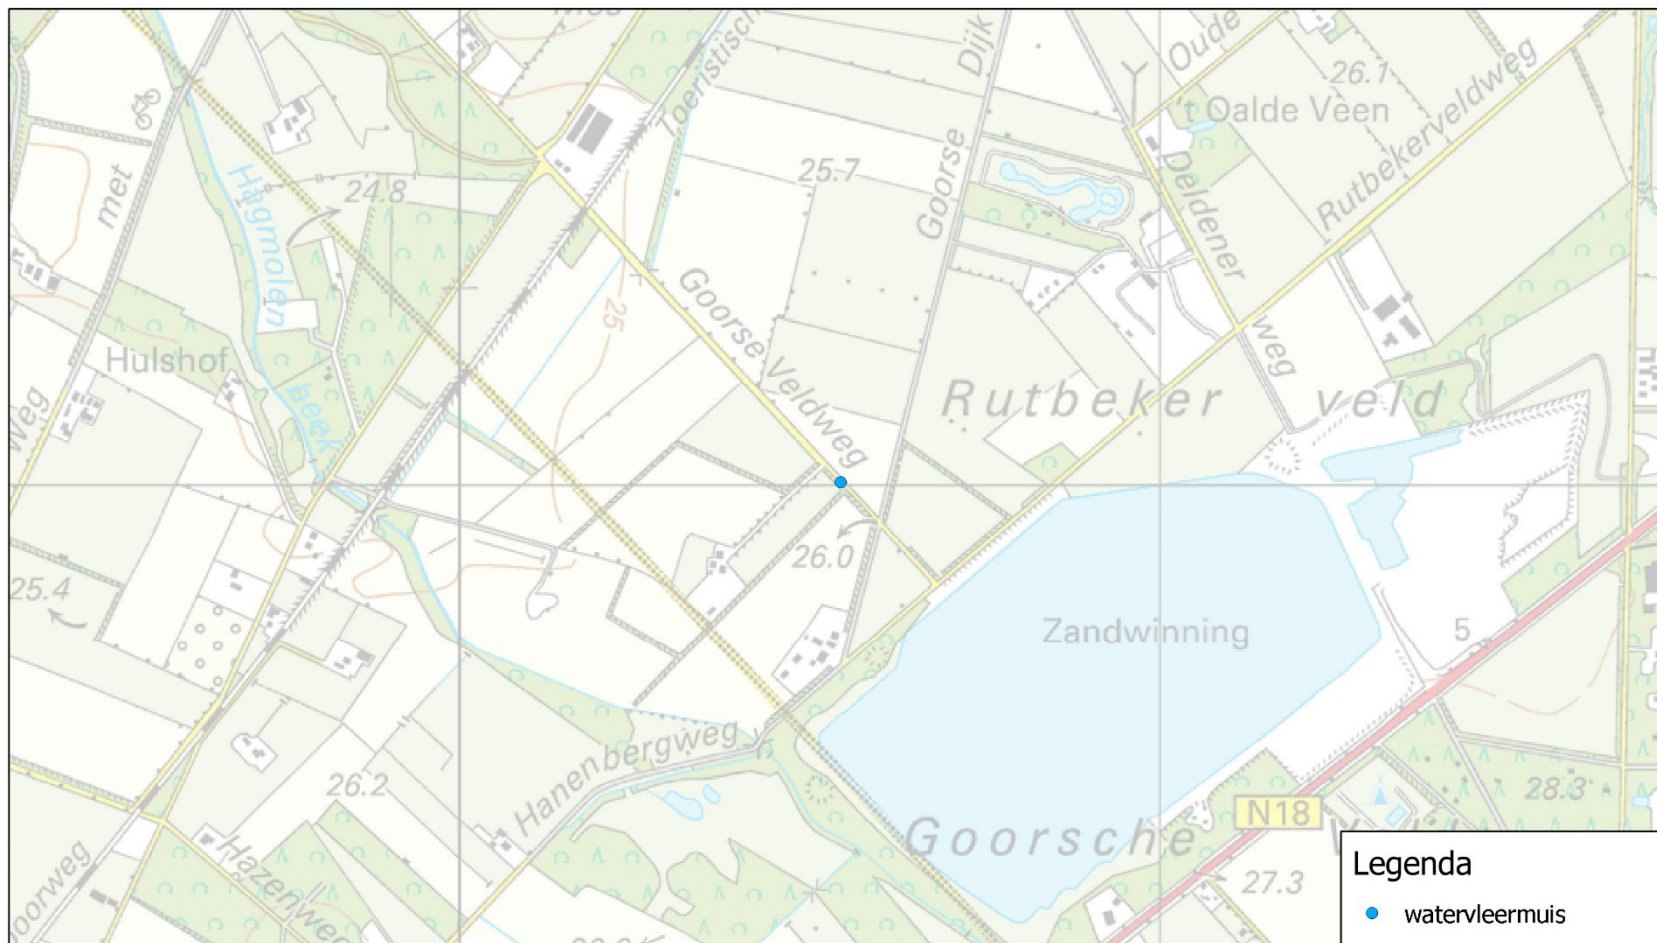 Toeristisch
Dijk
Oude
26.1
't Oalde Veen
Rutbekerveldweg
met
Hagmolen
24.8
25.7
Goorse
Deldener
weg
25
Goorse Veldweg
Hulshof
beek
Weg
Rutbeker veld
25.4
26.0
Zandwinning
5
Hanenbergweg
26.2
N18
28.3
Goorsche
Hazenweg
27.3
Legenda
watervleermuis